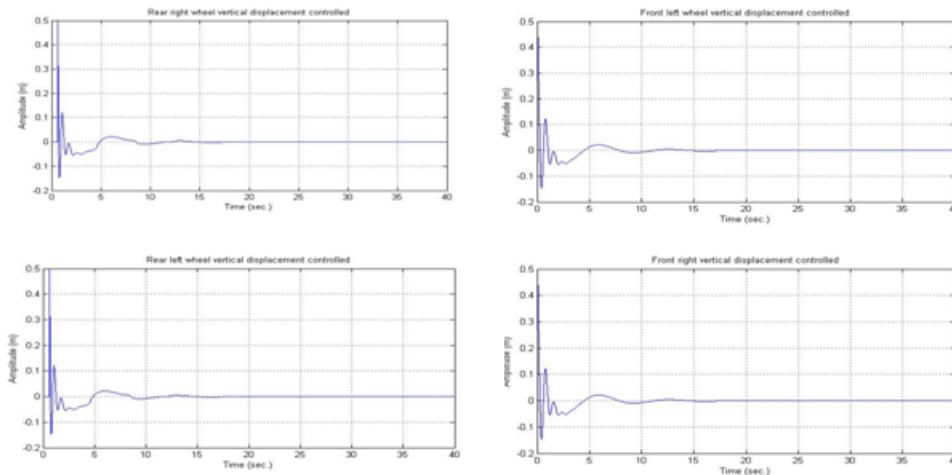 Rear right wheel vertical displacement controlled
0.5
0.4
0.3
0.2
0.1
0
-0.1
-0.2
Amplitude (m)
0 5 10 15 20 25 30 35 40
Time (sec.)
Front left wheel vertical displacement controlled
0.5
0.4
0.3
0.2
0.1
0
-0.1
-0.2
Amplitude (m)
0 5 10 15 20 25 30 35 40
Time (sec.)
Rear left wheel vertical displacement controlled
0.5
0.4
0.3
0.2
0.1
0
-0.1
-0.2
Amplitude (m)
0 5 10 15 20 25 30 35 40
Time (sec.)
Front right vertical displacement controlled
0.5
0.4
0.3
0.2
0.1
0
-0.1
-0.2
Amplitude (m)
0 5 10 15 20 25 30 35 40
Time (sec.)